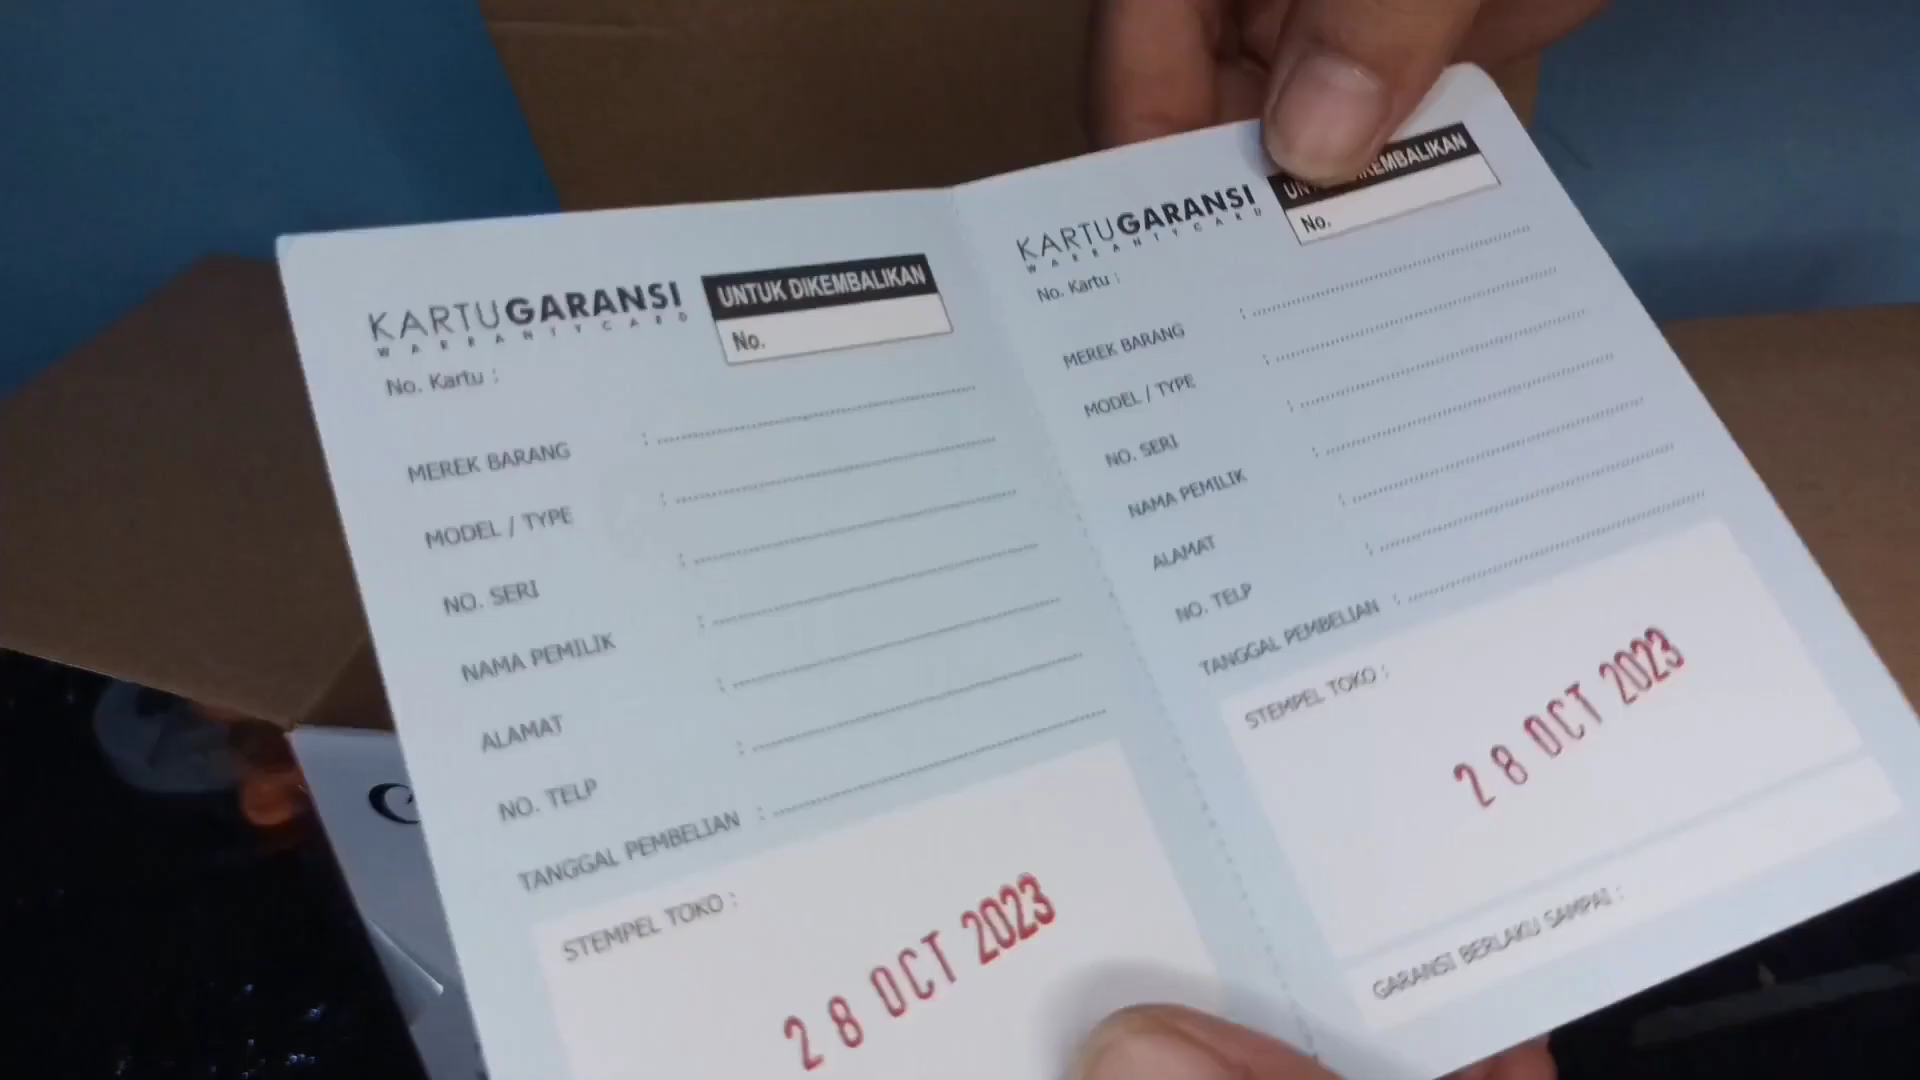 KARTUGARANSI
WARRANTYCARD
UNTUK DIKEMBALIKAN
No.
No. Kartu :
MEREK BARANG :
MODEL / TYPE :
NO. SERI :
NAMA PEMILIK :
ALAMAT :
NO. TELP :
TANGGAL PEMBELIAN :
STEMPEL TOKO :
28 OCT 2023
KARTUGARANSI
WARRANTYCARD
DIKEMBALIKAN
No.
No. Kartu :
MEREK BARANG :
MODEL / TYPE :
NO. SERI :
NAMA PEMILIK :
ALAMAT :
NO. TELP :
TANGGAL PEMBELIAN :
STEMPEL TOKO :
28 OCT 2023
GARANSI BERLAKU SAMPAI :